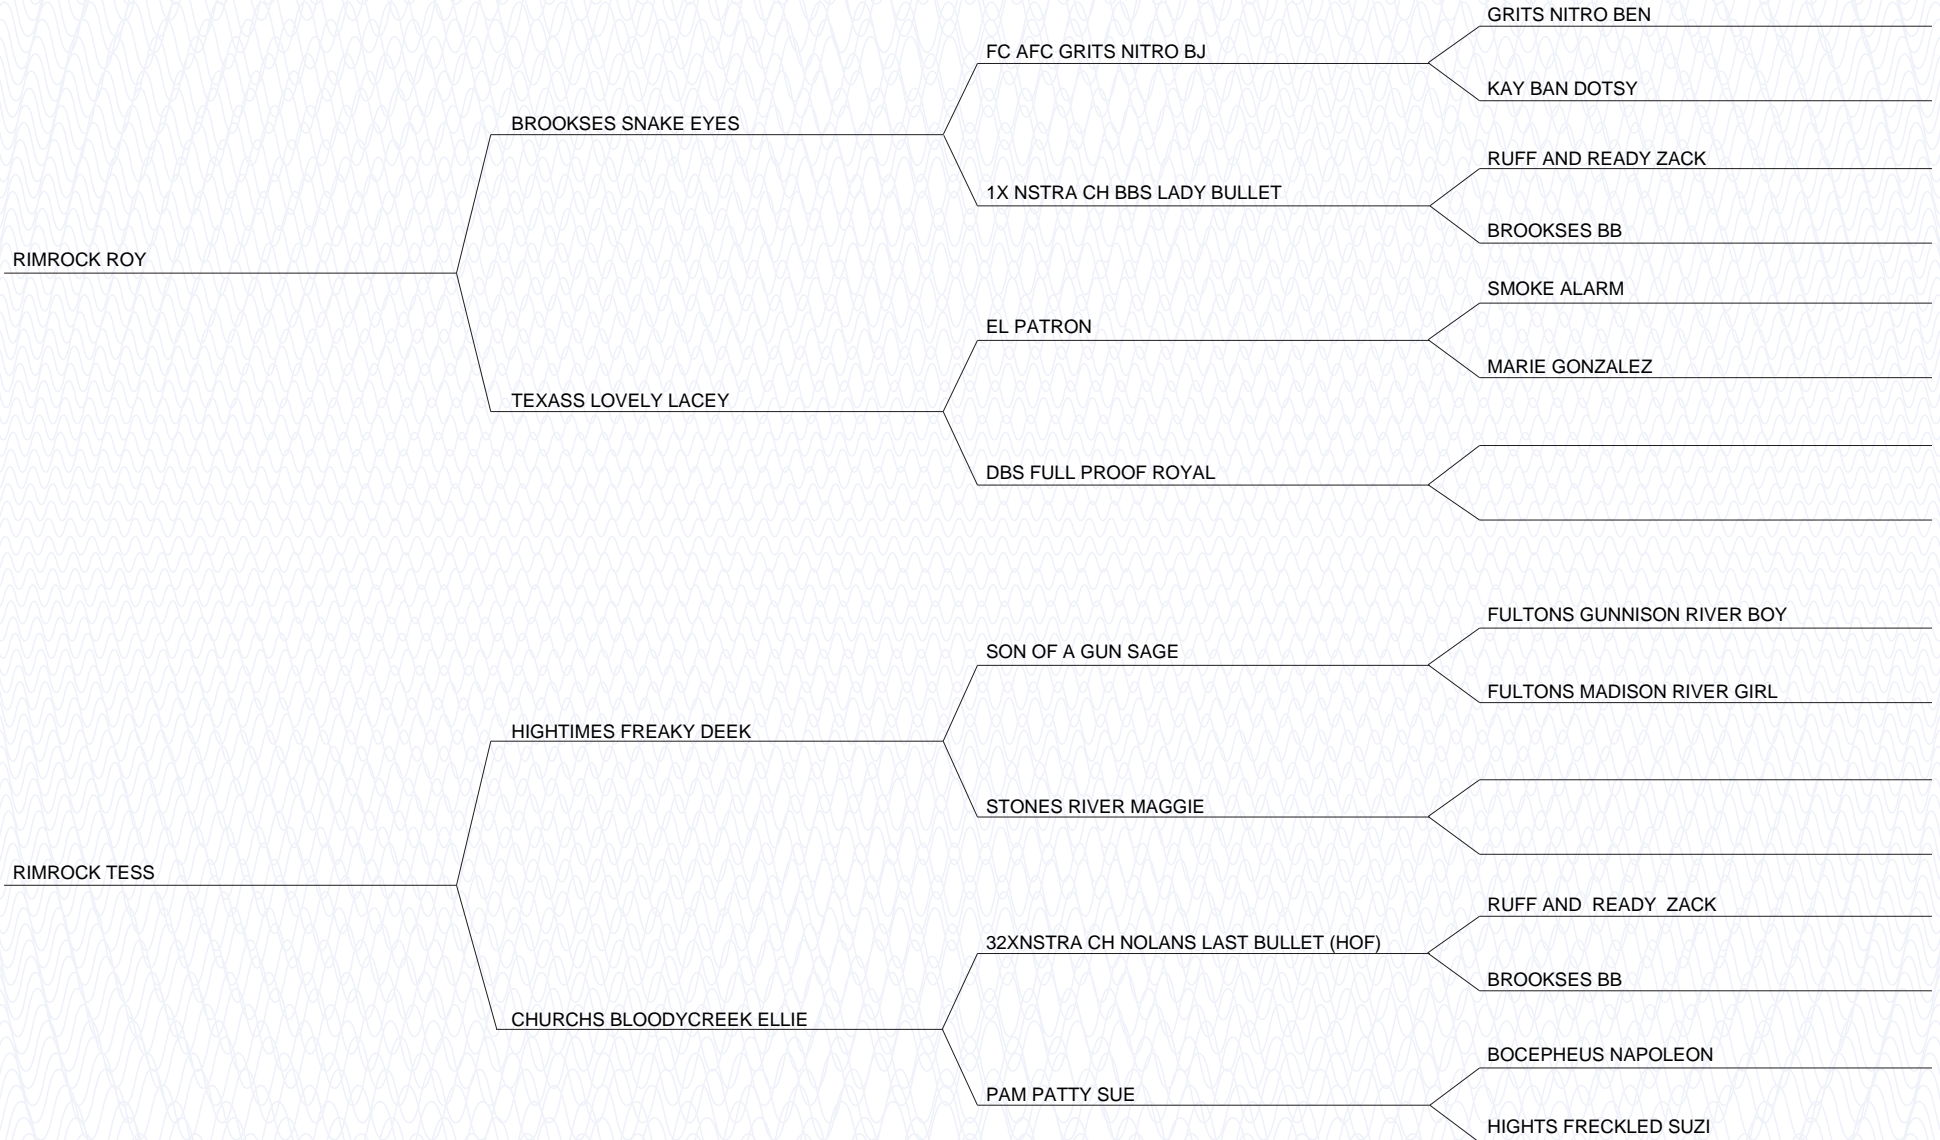 GRITS NITRO BEN
FC AFC GRITS NITRO BJ
KAY BAN DOTSY
BROOKSES SNAKE EYES
RUFF AND READY ZACK
1X NSTRA CH BBS LADY BULLET
BROOKSES BB
RIMROCK ROY
SMOKE ALARM
EL PATRON
MARIE GONZALEZ
TEXASS LOVELY LACEY
DBS FULL PROOF ROYAL
FULTONS GUNNISON RIVER BOY
SON OF A GUN SAGE
FULTONS MADISON RIVER GIRL
HIGHTIMES FREAKY DEEK
STONES RIVER MAGGIE
RIMROCK TESS
RUFF AND  READY  ZACK
32XNSTRA CH NOLANS LAST BULLET (HOF)
BROOKSES BB
CHURCHS BLOODYCREEK ELLIE
BOCEPHEUS NAPOLEON
PAM PATTY SUE
HIGHTS FRECKLED SUZI